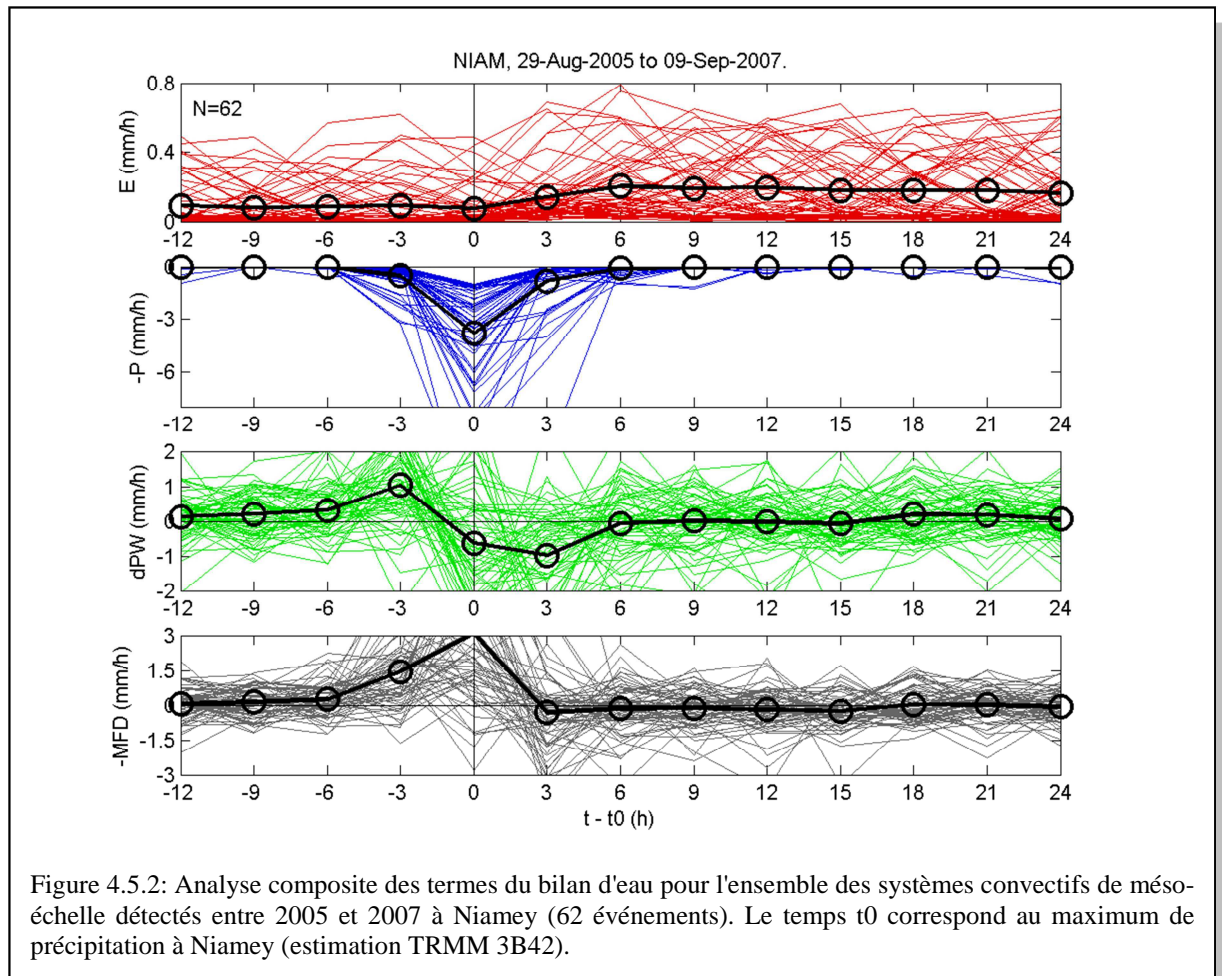 NIAM, 29-Aug-2005 to 09-Sep-2007.
N=62
E (mm/h)
0.8
0.4
0
-12 -9 -6 -3 0 3 6 9 12 15 18 21 24
-P (mm/h)
0
-3
-6
-12 -9 -6 -3 0 3 6 9 12 15 18 21 24
dPW (mm/h)
2
1
0
-1
-2
-12 -9 -6 -3 0 3 6 9 12 15 18 21 24
-MFD (mm/h)
3
1.5
0
-1.5
-3
-12 -9 -6 -3 0 3 6 9 12 15 18 21 24
t - t0 (h)
Figure 4.5.2: Analyse composite des termes du bilan d'eau pour l'ensemble des systèmes convectifs de méso-
échelle détectés entre 2005 et 2007 à Niamey (62 événements). Le temps t0 correspond au maximum de
précipitation à Niamey (estimation TRMM 3B42).